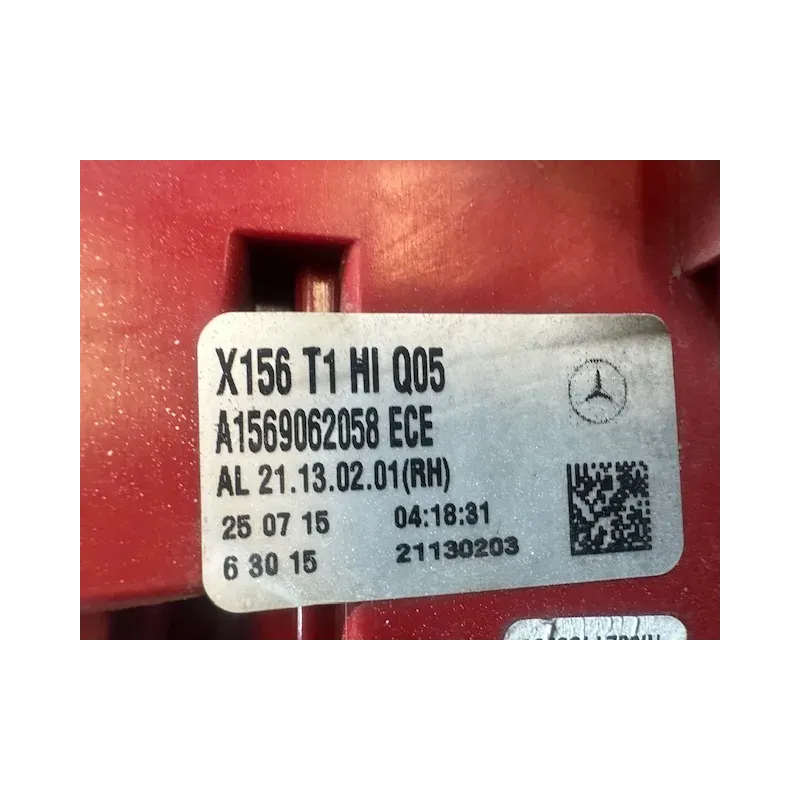 X156 T1 HI Q05
A1569062058 ECE
AL 21.13.02.01(RH)
25 07 15 04:18:31
6 30 15 21130203